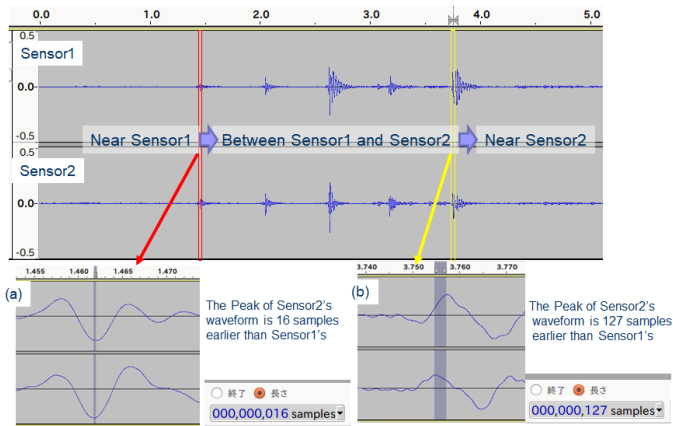 0.0 1.0 2.0 3.0 4.0 5.0
0.5
Sensor1
0.0-
-0.5
Near Sensor1 Between Sensor1 and Sensor2 Near Sensor2
0.5
Sensor2
0.0-
-0.5
1.455 1.460 1.465 1.470
(a)
The Peak of Sensor2's
waveform is 16 samples
earlier than Sensor1's
終了 長さ
000,000,016 samples
3.740 3.750 3.760 3.770
(b)
The Peak of Sensor2's
waveform is 127 samples
earlier than Sensor1's
終了 長さ
000,000,127 samples